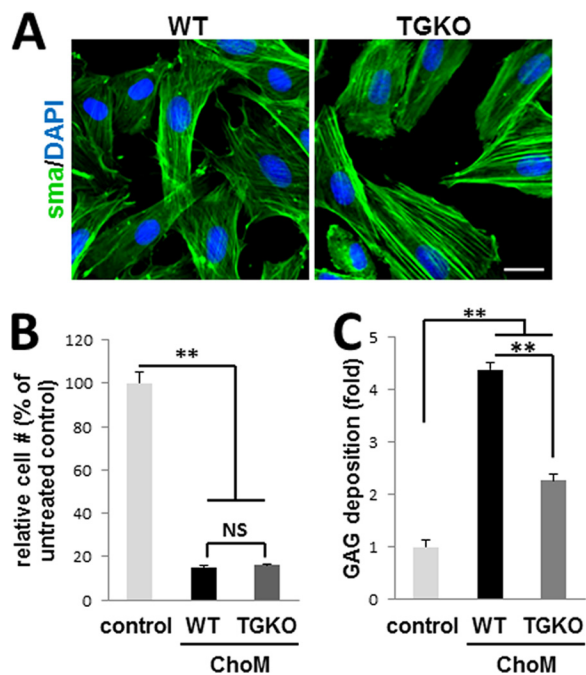 A
WT
TGKO
sma/DAPI
B
relative cell # (% of
untreated control)
120
100
80
60
40
20
0
**
NS
control
WT
TGKO
ChoM
C
GAG deposition (fold)
5
4
3
2
1
0
**
**
control
WT
TGKO
ChoM